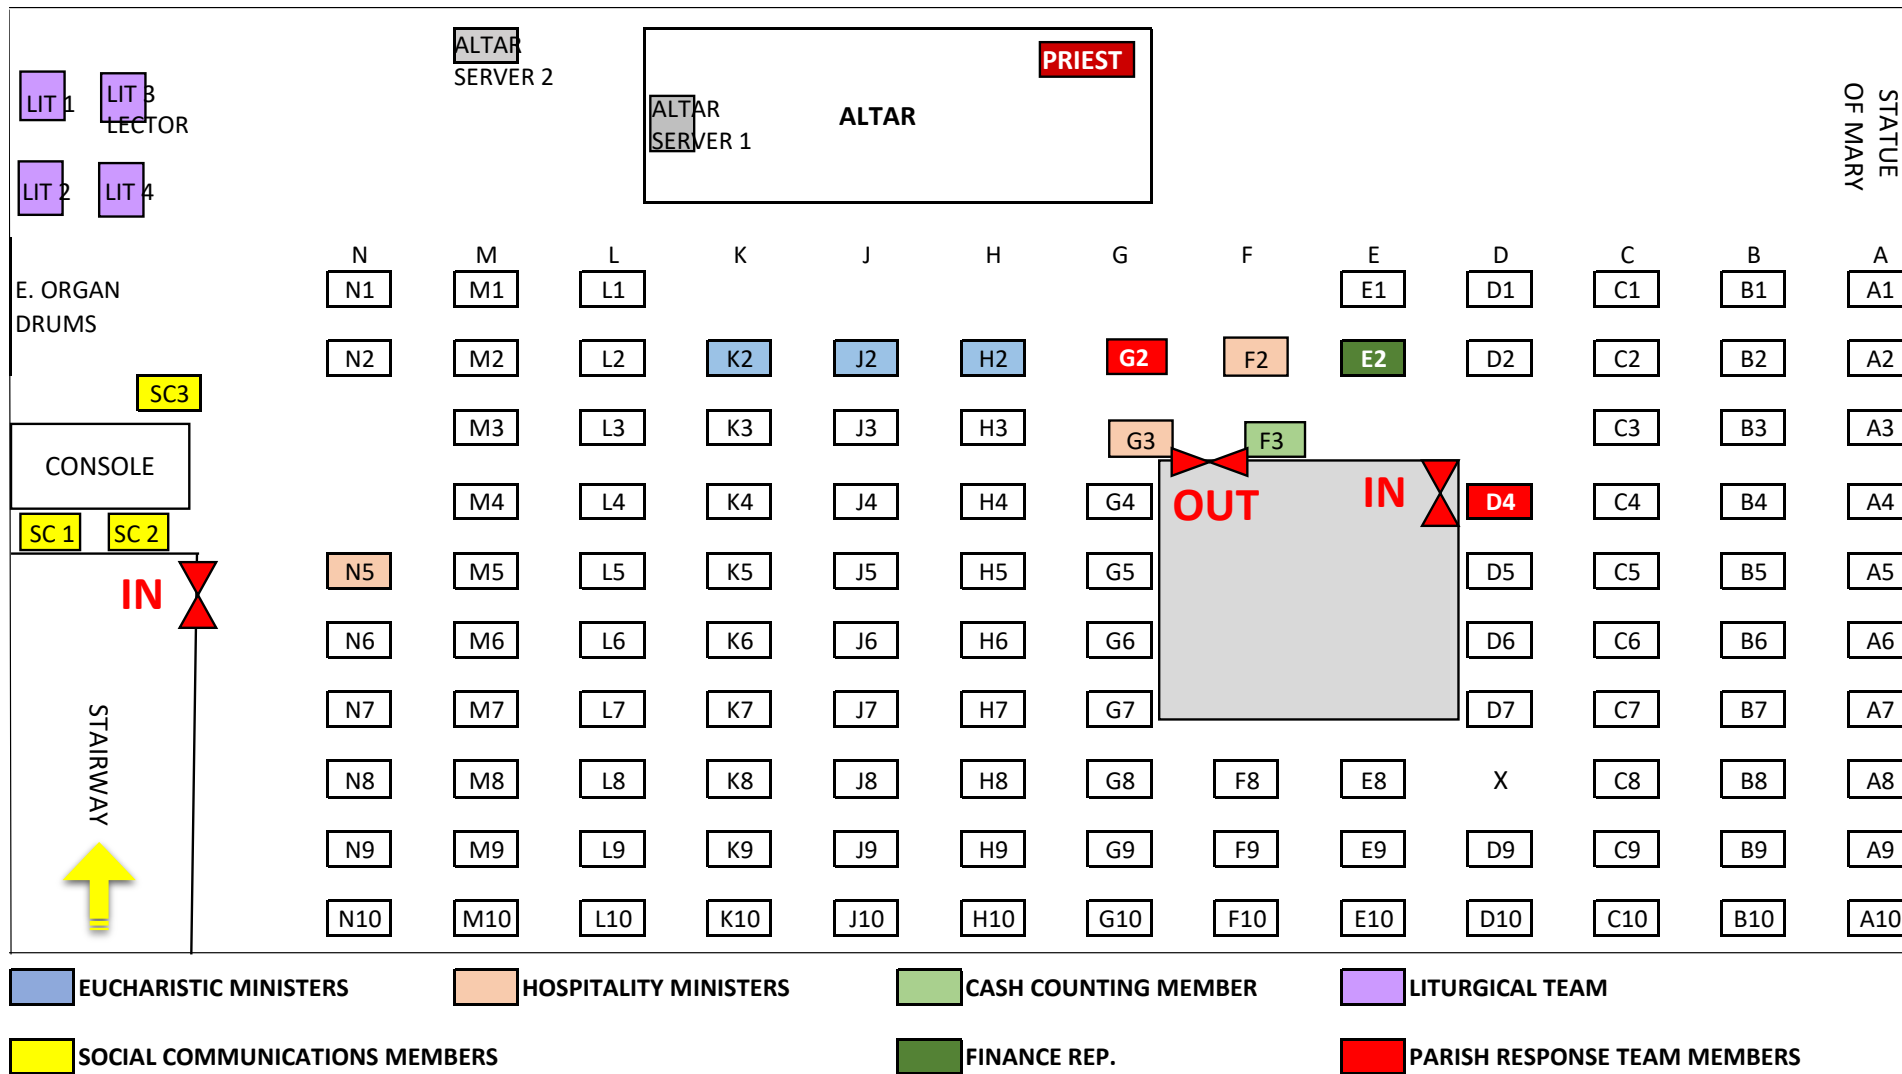 ALTAR
SERVER 2
PRIEST
LIT 1
LIT 3
LECTOR
ALTAR
SERVER 1
ALTAR
STATUE
OF MARY
LIT 2
LIT 4
N M L K J H G F E D C B A
E. ORGAN
DRUMS
N1 M1 L1 E1 D1 C1 B1 A1
N2 M2 L2 K2 J2 H2 G2 F2 E2 D2 C2 B2 A2
SC3
M3 L3 K3 J3 H3 G3 F3 C3 B3 A3
CONSOLE
M4 L4 K4 J4 H4 G4 OUT IN D4 C4 B4 A4
SC 1 SC 2
IN
N5 M5 L5 K5 J5 H5 G5 D5 C5 B5 A5
N6 M6 L6 K6 J6 H6 G6 D6 C6 B6 A6
N7 M7 L7 K7 J7 H7 G7 D7 C7 B7 A7
STAIRWAY
N8 M8 L8 K8 J8 H8 G8 F8 E8 X C8 B8 A8
N9 M9 L9 K9 J9 H9 G9 F9 E9 D9 C9 B9 A9
N10 M10 L10 K10 J10 H10 G10 F10 E10 D10 C10 B10 A10
EUCHARISTIC MINISTERS
HOSPITALITY MINISTERS
CASH COUNTING MEMBER
LITURGICAL TEAM
SOCIAL COMMUNICATIONS MEMBERS
FINANCE REP.
PARISH RESPONSE TEAM MEMBERS